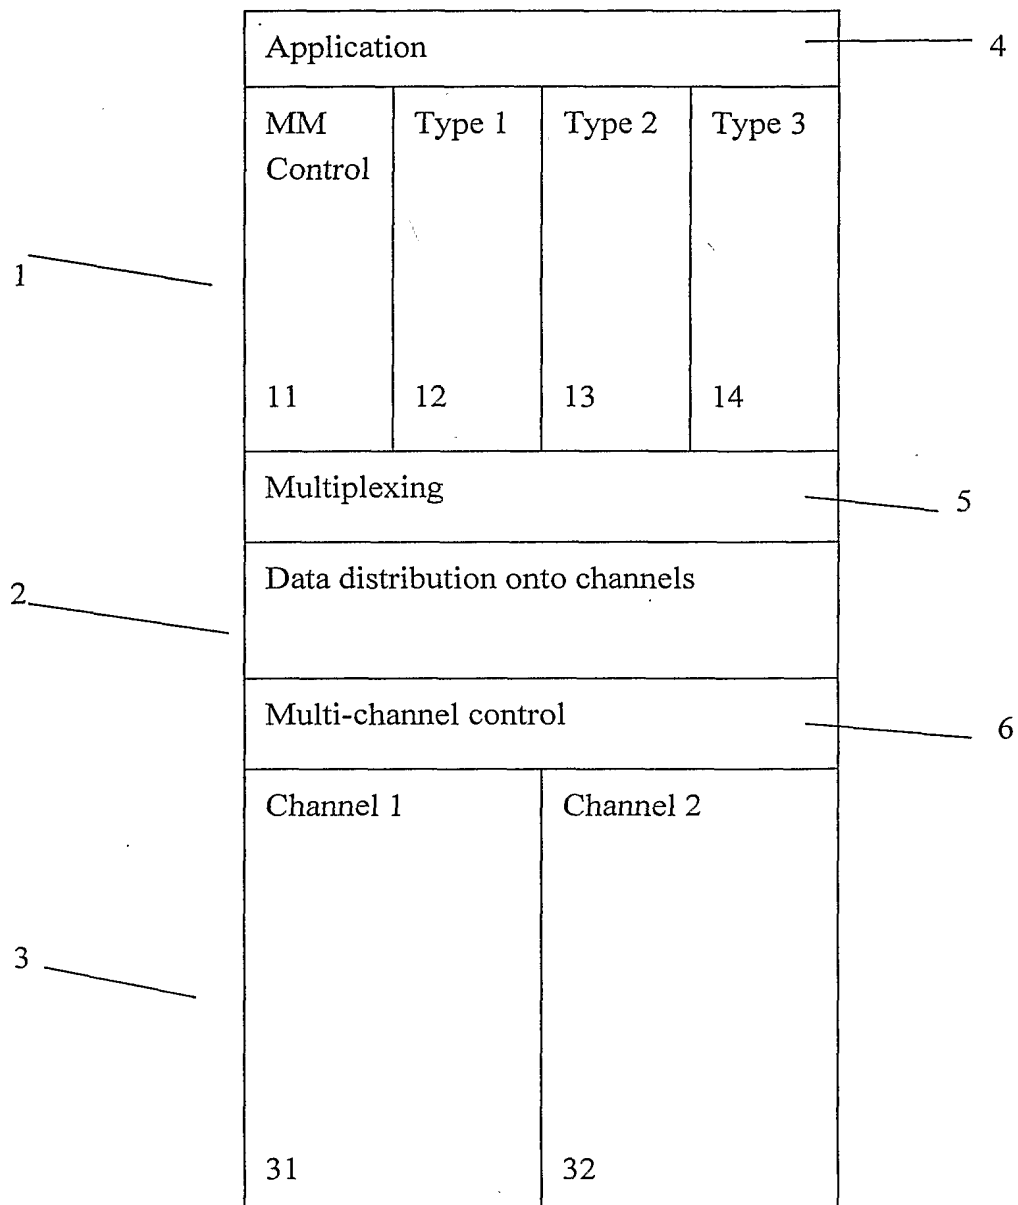 Application
4
MM
Control
Type 1
Type 2
Type 3
1
11
12
13
14
Multiplexing
5
Data distribution onto channels
2
Multi-channel control
6
Channel 1
Channel 2
3
31
32